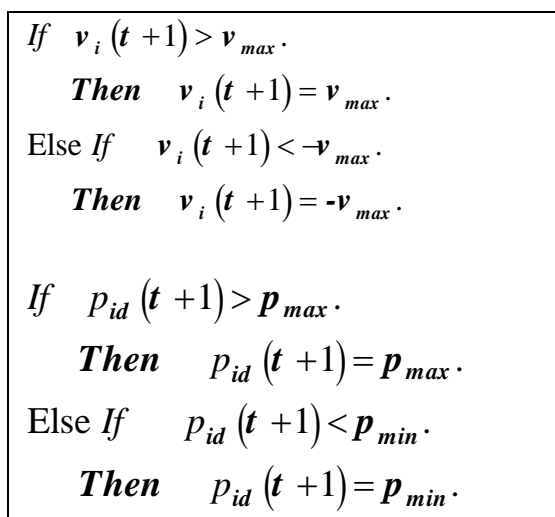 If v_i (t +1) > v_max.
Then v_i (t +1) = v_max.
Else If v_i (t +1) < -v_max.
Then v_i (t +1) = -v_max.
If p_id (t +1) > p_max.
Then p_id (t +1) = p_max.
Else If p_id (t +1) < p_min.
Then p_id (t +1) = p_min.